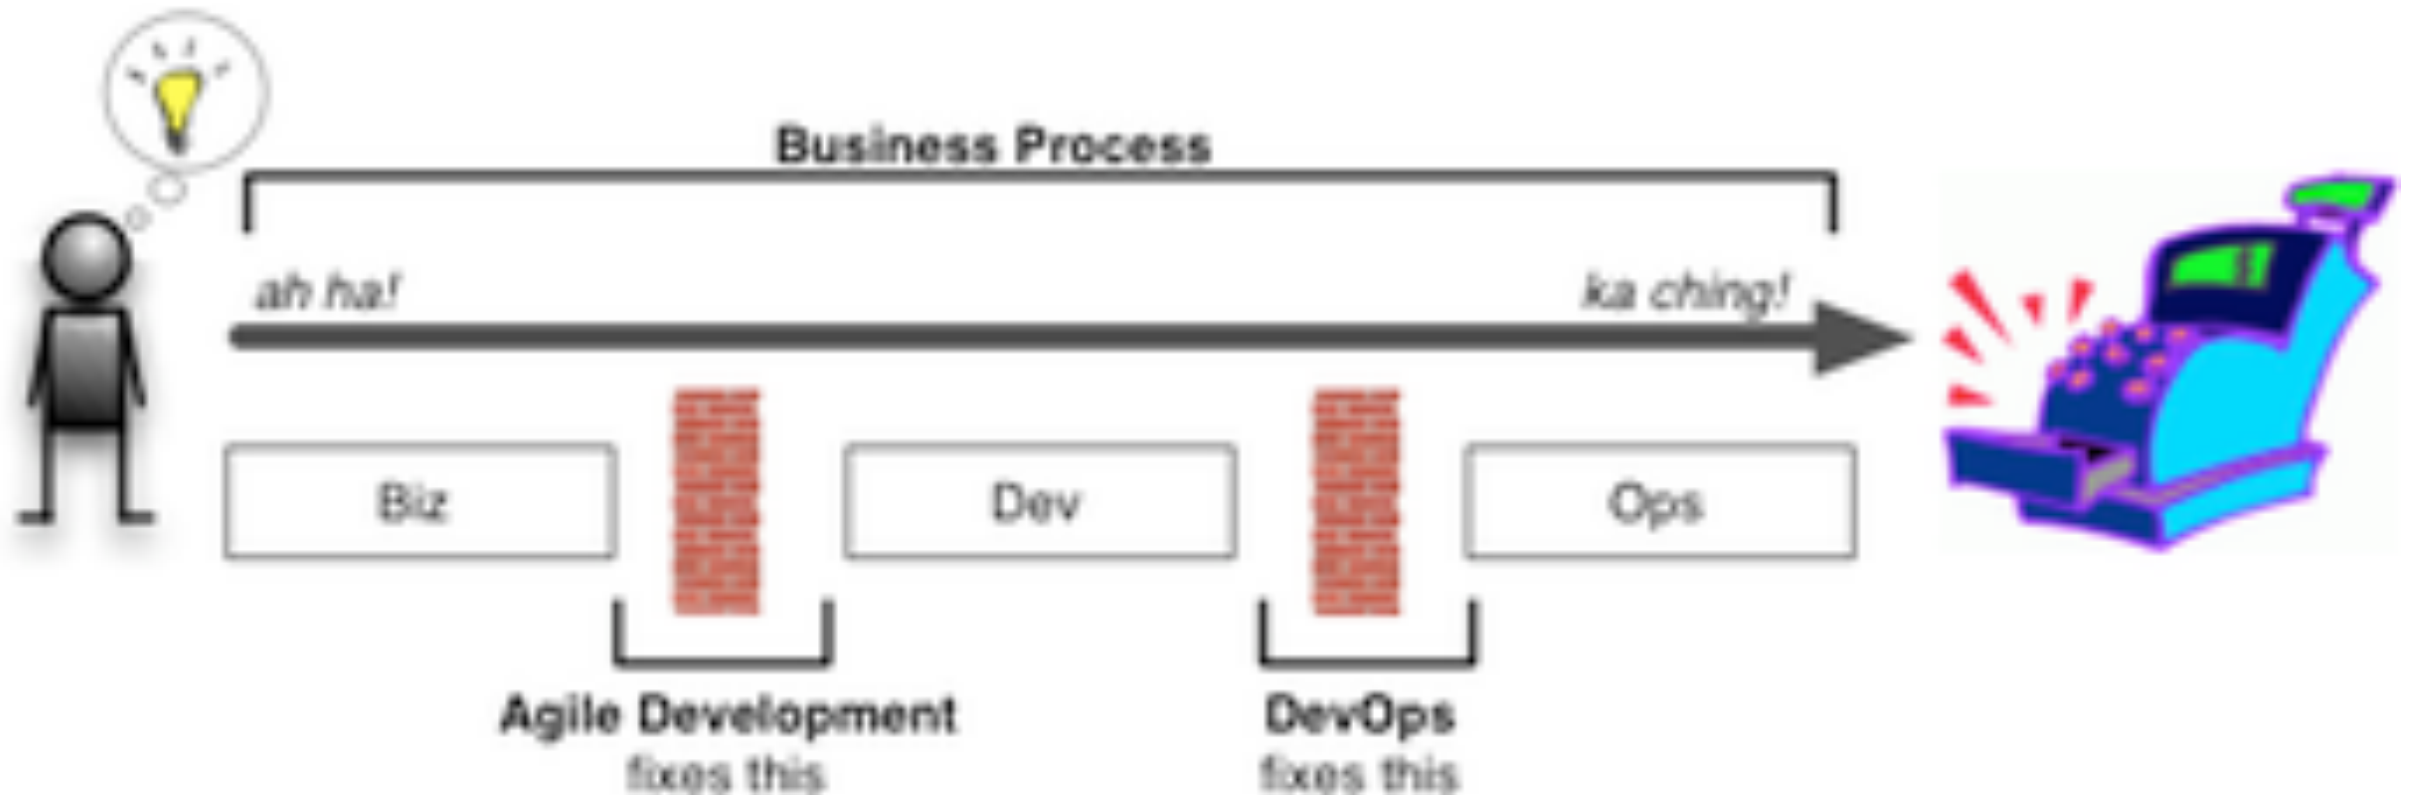 Business Process
ah ha!
ka ching!
Biz
Dev
Ops
Agile Development
fixes this
DevOps
fixes this